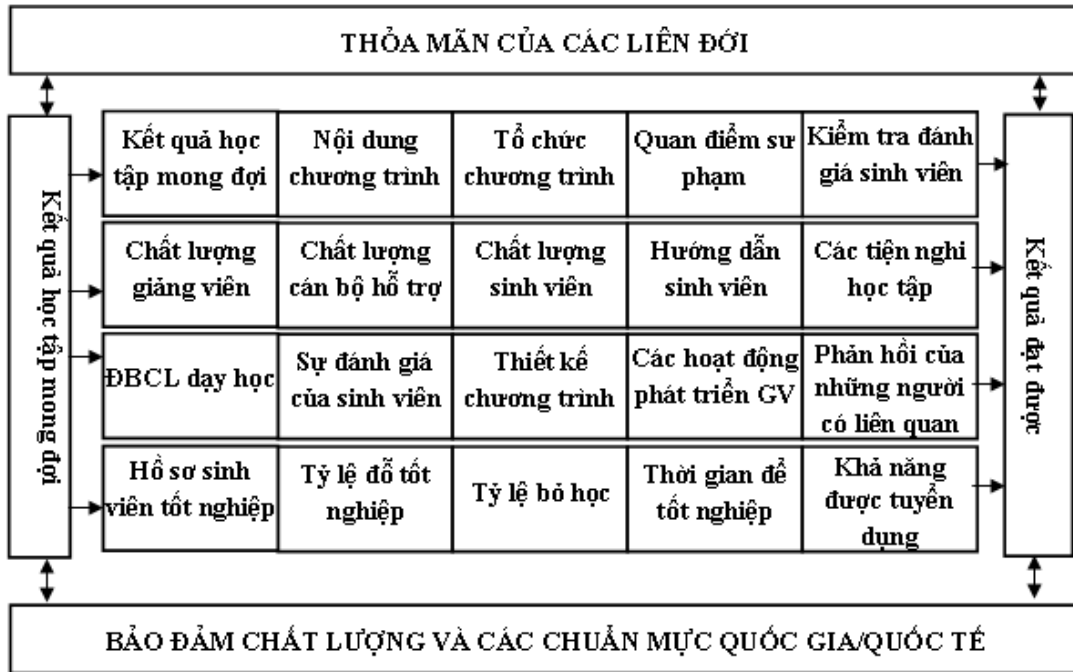 THỎA MÃN CỦA CÁC LIÊN ĐỚI
Kết quả học tập mong đợi
Kết quả học
tập mong đợi
Nội dung
chương trình
Tổ chức
chương trình
Quan điểm sư
phạm
Kiểm tra đánh
giá sinh viên
Chất lượng
giảng viên
Chất lượng
cán bộ hỗ trợ
Chất lượng
sinh viên
Hướng dẫn
sinh viên
Các tiện nghi
học tập
ĐBCL dạy học
Sự đánh giá
của sinh viên
Thiết kế
chương trình
Các hoạt động
phát triển GV
Phản hồi của
những người
có liên quan
Hồ sơ sinh
viên tốt nghiệp
Tỷ lệ đỗ tốt
nghiệp
Tỷ lệ bỏ học
Thời gian để
tốt nghiệp
Khả năng
được tuyển
dụng
Kết quả đạt được
BẢO ĐẢM CHẤT LƯỢNG VÀ CÁC CHUẨN MỰC QUỐC GIA/QUỐC TẾ